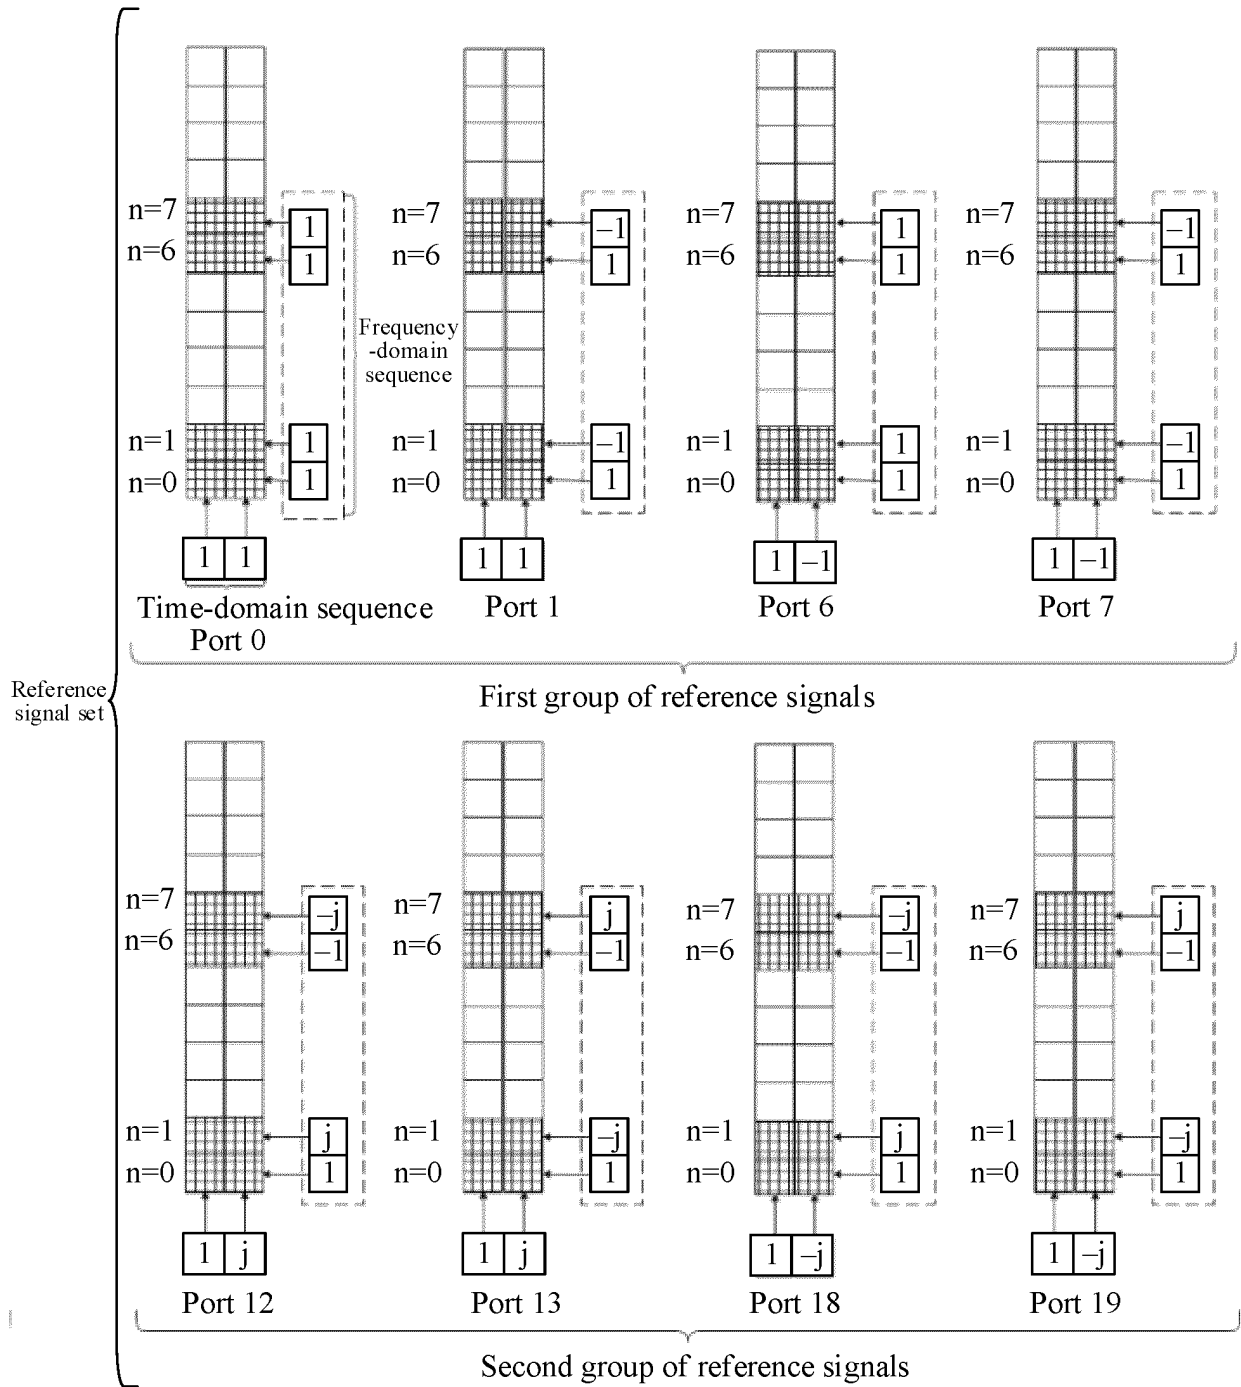 n=7 1 n=7 –1 n=7 1 n=7 –1
n=6 1 n=6 1 n=6 1 n=6 1
Frequency
-domain
sequence
n=1 1 n=1 –1 n=1 1 n=1 –1
n=0 1 n=0 1 n=0 1 n=0 1
1 1 1 1 1 –1 1 –1
Time-domain sequence
Port 0
Port 1
Port 6
Port 7
First group of reference signals
Reference
signal set
n=7 –j n=7 j n=7 –j n=7 j
n=6 –1 n=6 –1 n=6 –1 n=6 –1
n=1 j n=1 –j n=1 j n=1 –j
n=0 1 n=0 1 n=0 1 n=0 1
1 j 1 j 1 –j 1 –j
Port 12 Port 13 Port 18 Port 19
Second group of reference signals